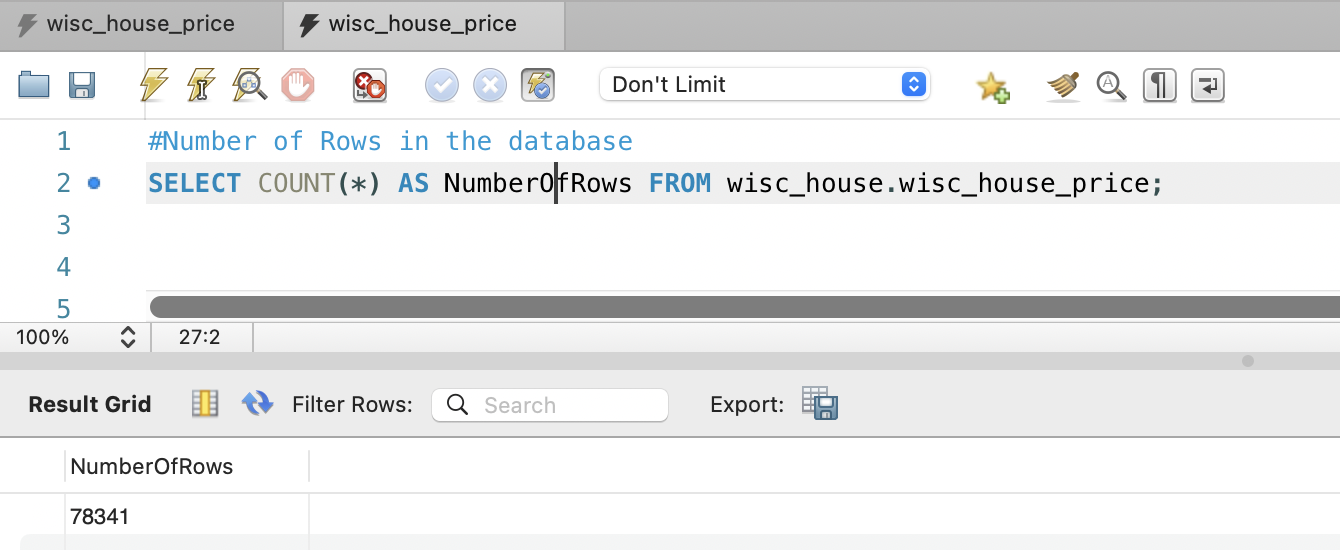 wisc_house_price wisc_house_price
Don't Limit
1 #Number of Rows in the database
2 SELECT COUNT(*) AS NumberOfRows FROM wisc_house.wisc_house_price;
3
4
5
100% 27:2
Result Grid Filter Rows: Search Export:
NumberOfRows
78341